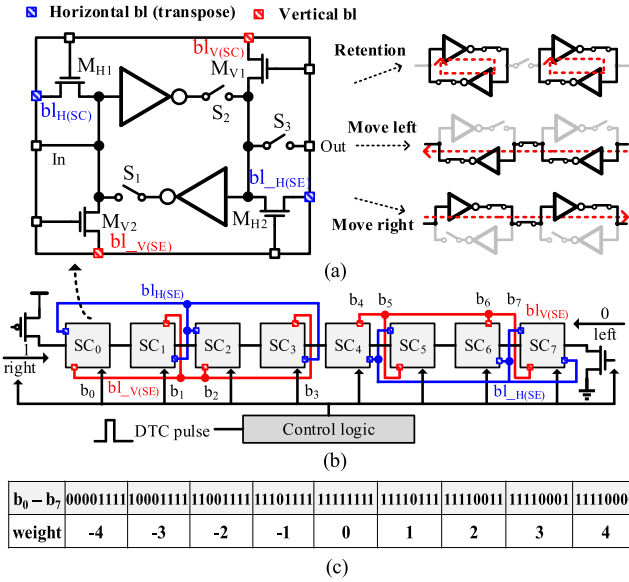 Horizontal bl (transpose) Vertical bl
bl_V(SC)
M_H1
M_V1
Retention
S_2
bl_H(SC)
S_3
Move left
In
Out
S_1
bl__H(SE)
M_V2
M_H2
Move right
bl__V(SE)
(a)
bl_H(SE)
b_4 b_5 b_6 b_7
bl_V(SE)
0
left
SC_0 SC_1 SC_2 SC_3 SC_4 SC_5 SC_6 SC_7
1
right
b_0 bl__V(SE) b_1 b_2 b_3
bl__H(SE)
DTC pulse
Control logic
(b)
b_0 – b_7 00001111 10001111 11001111 11101111 11111111 11110111 11110011 11110001 11110000
weight -4 -3 -2 -1 0 1 2 3 4
(c)